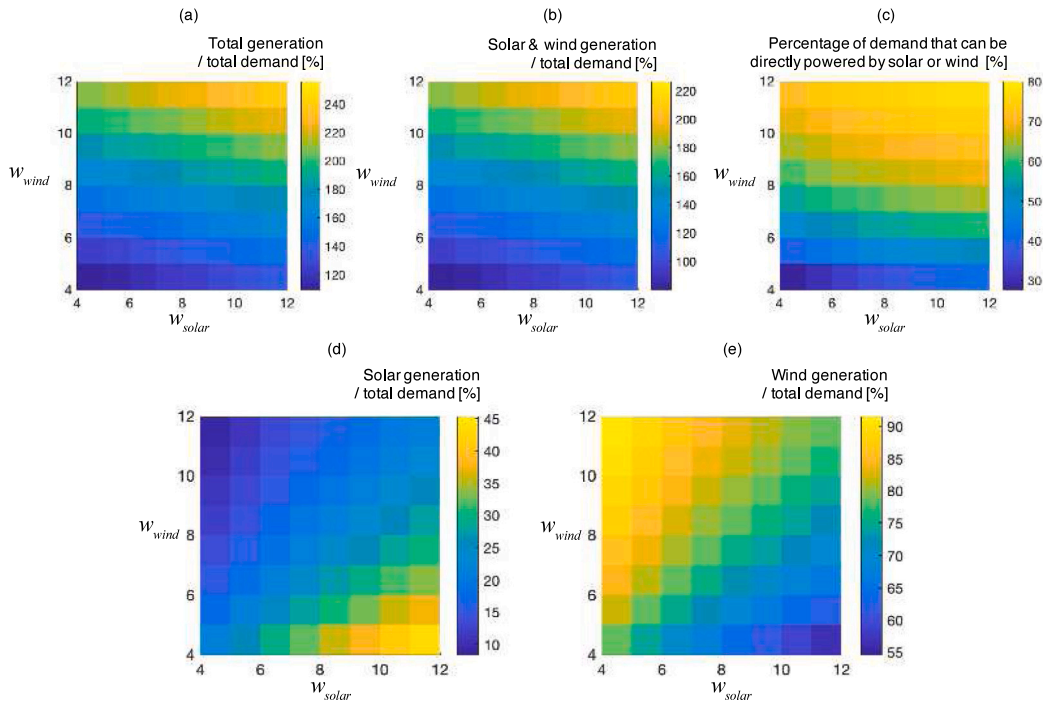 (a)
Total generation
/ total demand [%]
12
10
8
6
4
w_wind
4 6 8 10 12
w_solar
240
220
200
180
160
140
120
(b)
Solar & wind generation
/ total demand [%]
12
10
8
6
4
w_wind
4 6 8 10 12
w_solar
220
200
180
160
140
120
100
(c)
Percentage of demand that can be
directly powered by solar or wind [%]
12
10
8
6
4
w_wind
4 6 8 10 12
w_solar
80
70
60
50
40
30
(d)
Solar generation
/ total demand [%]
12
10
8
6
4
w_wind
4 6 8 10 12
w_solar
45
40
35
30
25
20
15
10
(e)
Wind generation
/ total demand [%]
12
10
8
6
4
w_wind
4 6 8 10 12
w_solar
90
85
80
75
70
65
60
55